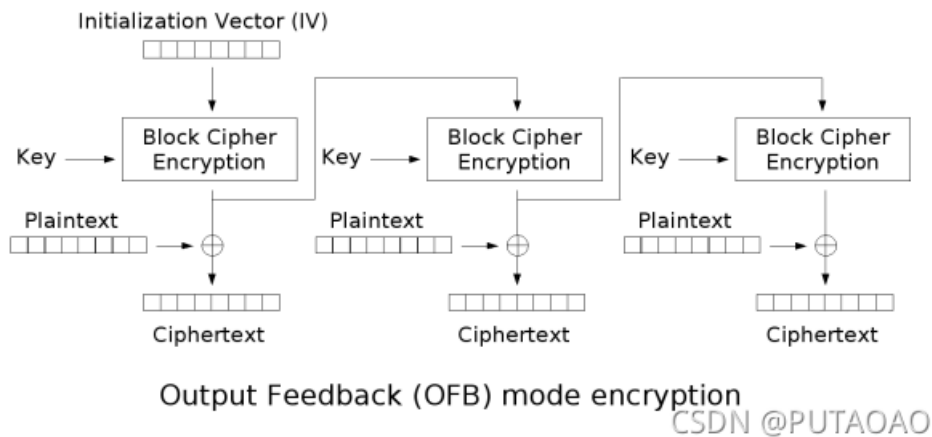 Initialization Vector (IV)
Block Cipher
Encryption
Block Cipher
Encryption
Block Cipher
Encryption
Key
Key
Key
Plaintext
Plaintext
Plaintext
Ciphertext
Ciphertext
Ciphertext
Output Feedback (OFB) mode encryption
CSDN @PUTAOAO